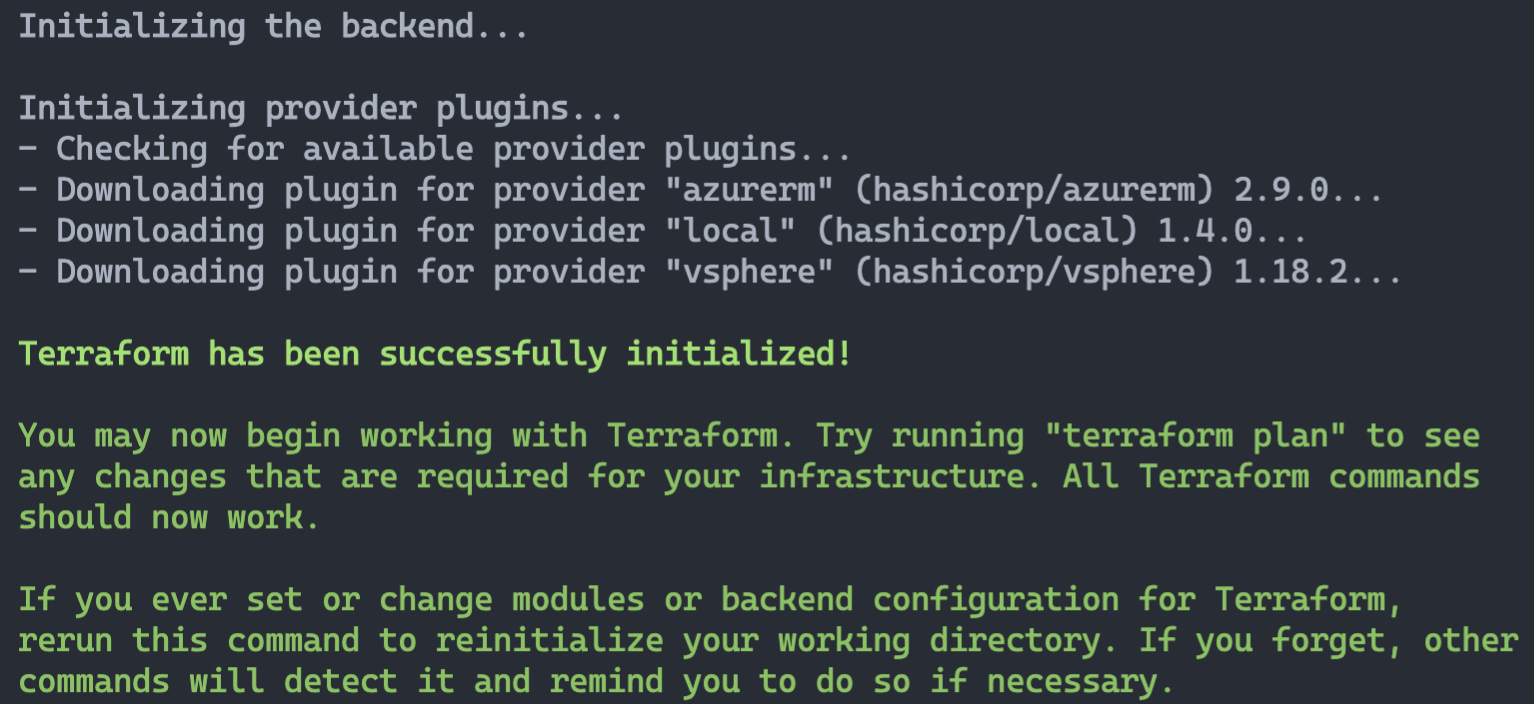 Initializing the backend...
Initializing provider plugins...
- Checking for available provider plugins...
- Downloading plugin for provider "azurerm" (hashicorp/azurerm) 2.9.0...
- Downloading plugin for provider "local" (hashicorp/local) 1.4.0...
- Downloading plugin for provider "vsphere" (hashicorp/vsphere) 1.18.2...
Terraform has been successfully initialized!
You may now begin working with Terraform. Try running "terraform plan" to see
any changes that are required for your infrastructure. All Terraform commands
should now work.
If you ever set or change modules or backend configuration for Terraform,
rerun this command to reinitialize your working directory. If you forget, other
commands will detect it and remind you to do so if necessary.